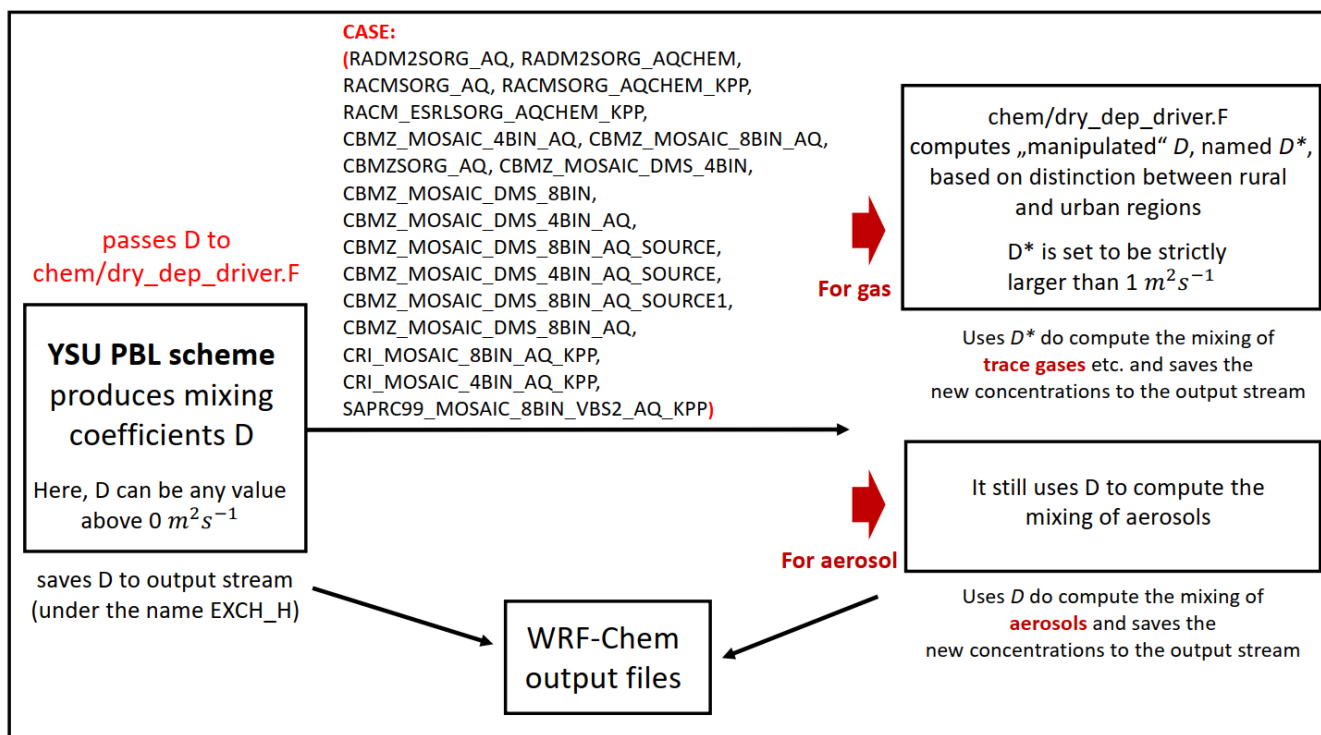 passes D to
chem/dry_dep_driver.F
YSU PBL scheme
produces mixing
coefficients D
Here, D can be any value
above 0 m²s⁻¹
saves D to output stream
(under the name EXCH_H)
CASE:
(RADM2SORG_AQ, RADM2SORG_AQCHEM,
RACMSORG_AQ, RACMSORG_AQCHEM_KPP,
RACM_ESRLSORG_AQCHEM_KPP,
CBMZ_MOSAIC_4BIN_AQ, CBMZ_MOSAIC_8BIN_AQ,
CBMZSORG_AQ, CBMZ_MOSAIC_DMS_4BIN,
CBMZ_MOSAIC_DMS_8BIN,
CBMZ_MOSAIC_DMS_4BIN_AQ,
CBMZ_MOSAIC_DMS_8BIN_AQ_SOURCE,
CBMZ_MOSAIC_DMS_4BIN_AQ_SOURCE,
CBMZ_MOSAIC_DMS_8BIN_AQ_SOURCE1,
CBMZ_MOSAIC_DMS_8BIN_AQ,
CRI_MOSAIC_8BIN_AQ_KPP,
CRI_MOSAIC_4BIN_AQ_KPP,
SAPRC99_MOSAIC_8BIN_VBS2_AQ_KPP)
For gas
chem/dry_dep_driver.F
computes „manipulated“ D, named D*,
based on distinction between rural
and urban regions
D* is set to be strictly
larger than 1 m²s⁻¹
Uses D* do compute the mixing of
trace gases etc. and saves the
new concentrations to the output stream
For aerosol
It still uses D to compute the
mixing of aerosols
Uses D do compute the mixing of
aerosols and saves the
new concentrations to the output stream
WRF-Chem
output files